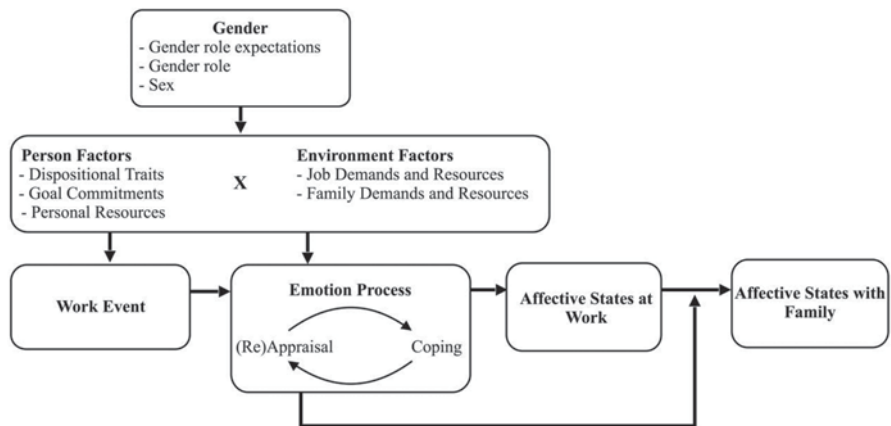 Gender
- Gender role expectations
- Gender role
- Sex
Person Factors
- Dispositional Traits
- Goal Commitments
- Personal Resources
X
Environment Factors
- Job Demands and Resources
- Family Demands and Resources
Work Event
Emotion Process
(Re)Appraisal
Coping
Affective States at
Work
Affective States with
Family